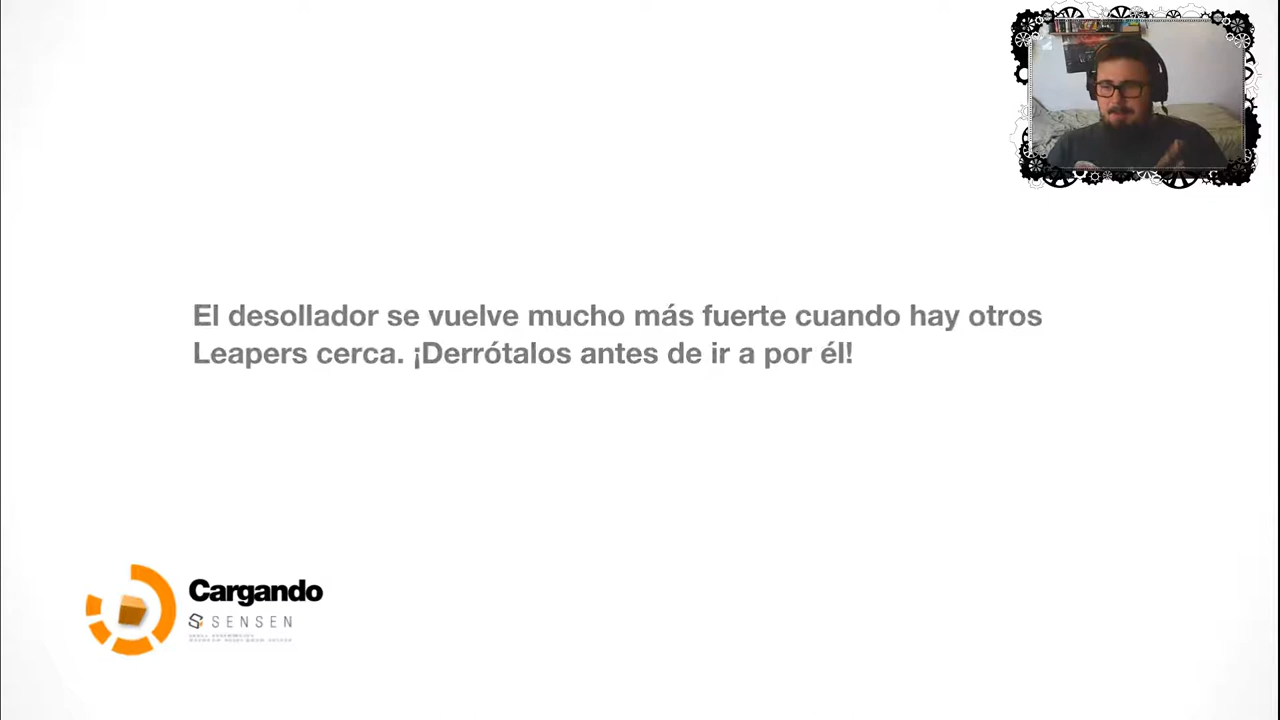 El desollador se vuelve mucho más fuerte cuando hay otros
Leapers cerca. ¡Derrótalos antes de ir a por él!
Cargando
SENSEN